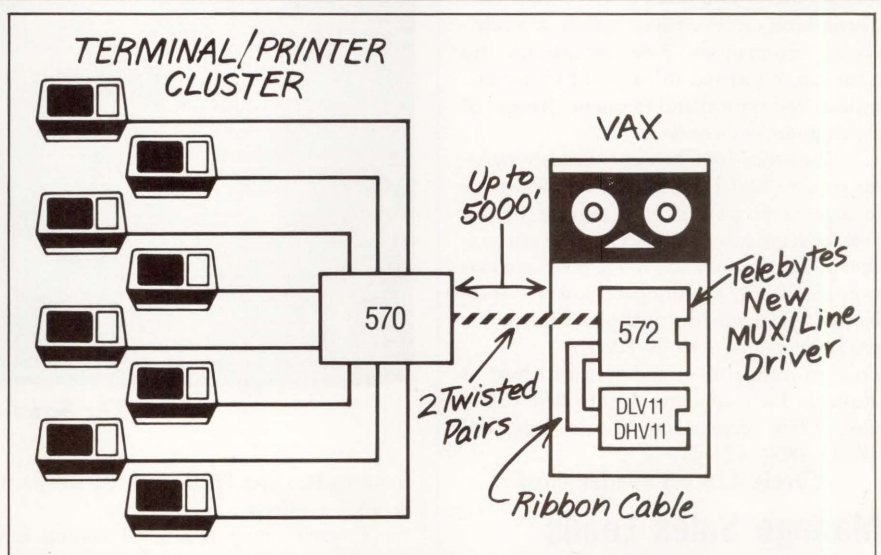 TERMINAL/PRINTER
CLUSTER
VAX
Up to
5000'
570
2 Twisted
Pairs
572
DLV11
DHV11
Ribbon Cable
Telebyte's
New
MUX/Line
Driver